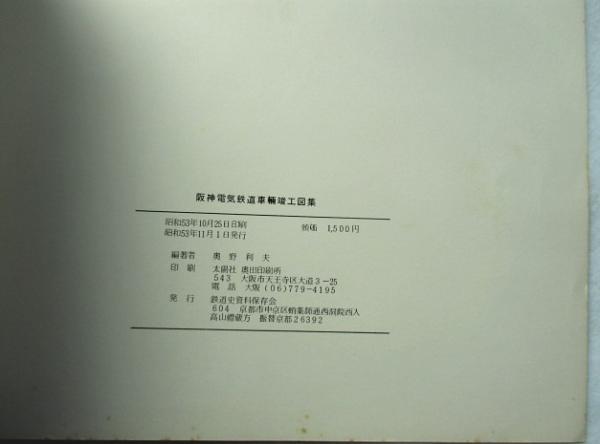 阪神電気鉄道車輛竣工図集
昭和53年10月25日印刷 頒価 1,500円
昭和53年11月1日発行
編著者 奥野利夫
印刷 太陽社 奥田印刷所
543 大阪市天王寺区大道3-25
電話 大阪(06)779-4195
発行 鉄道史資料保存会
604 京都市中京区蛸薬師通西洞院西入
高山禮蔵方 振替京都26392